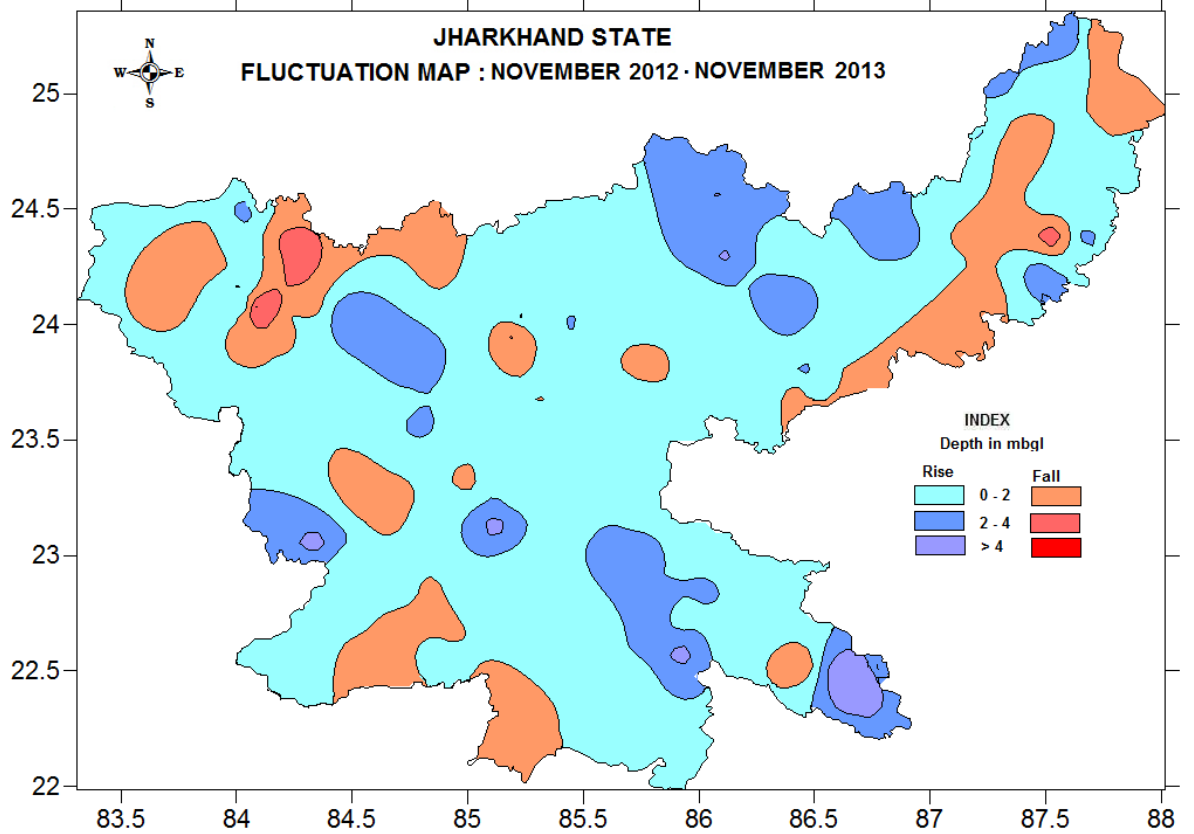 JHARKHAND STATE
FLUCTUATION MAP : NOVEMBER 2012 - NOVEMBER 2013
N
W E
S
25
24.5
24
23.5
23
22.5
22
INDEX
Depth in mbgl
Rise Fall
0 - 2
2 - 4
> 4
83.5 84 84.5 85 85.5 86 86.5 87 87.5 88